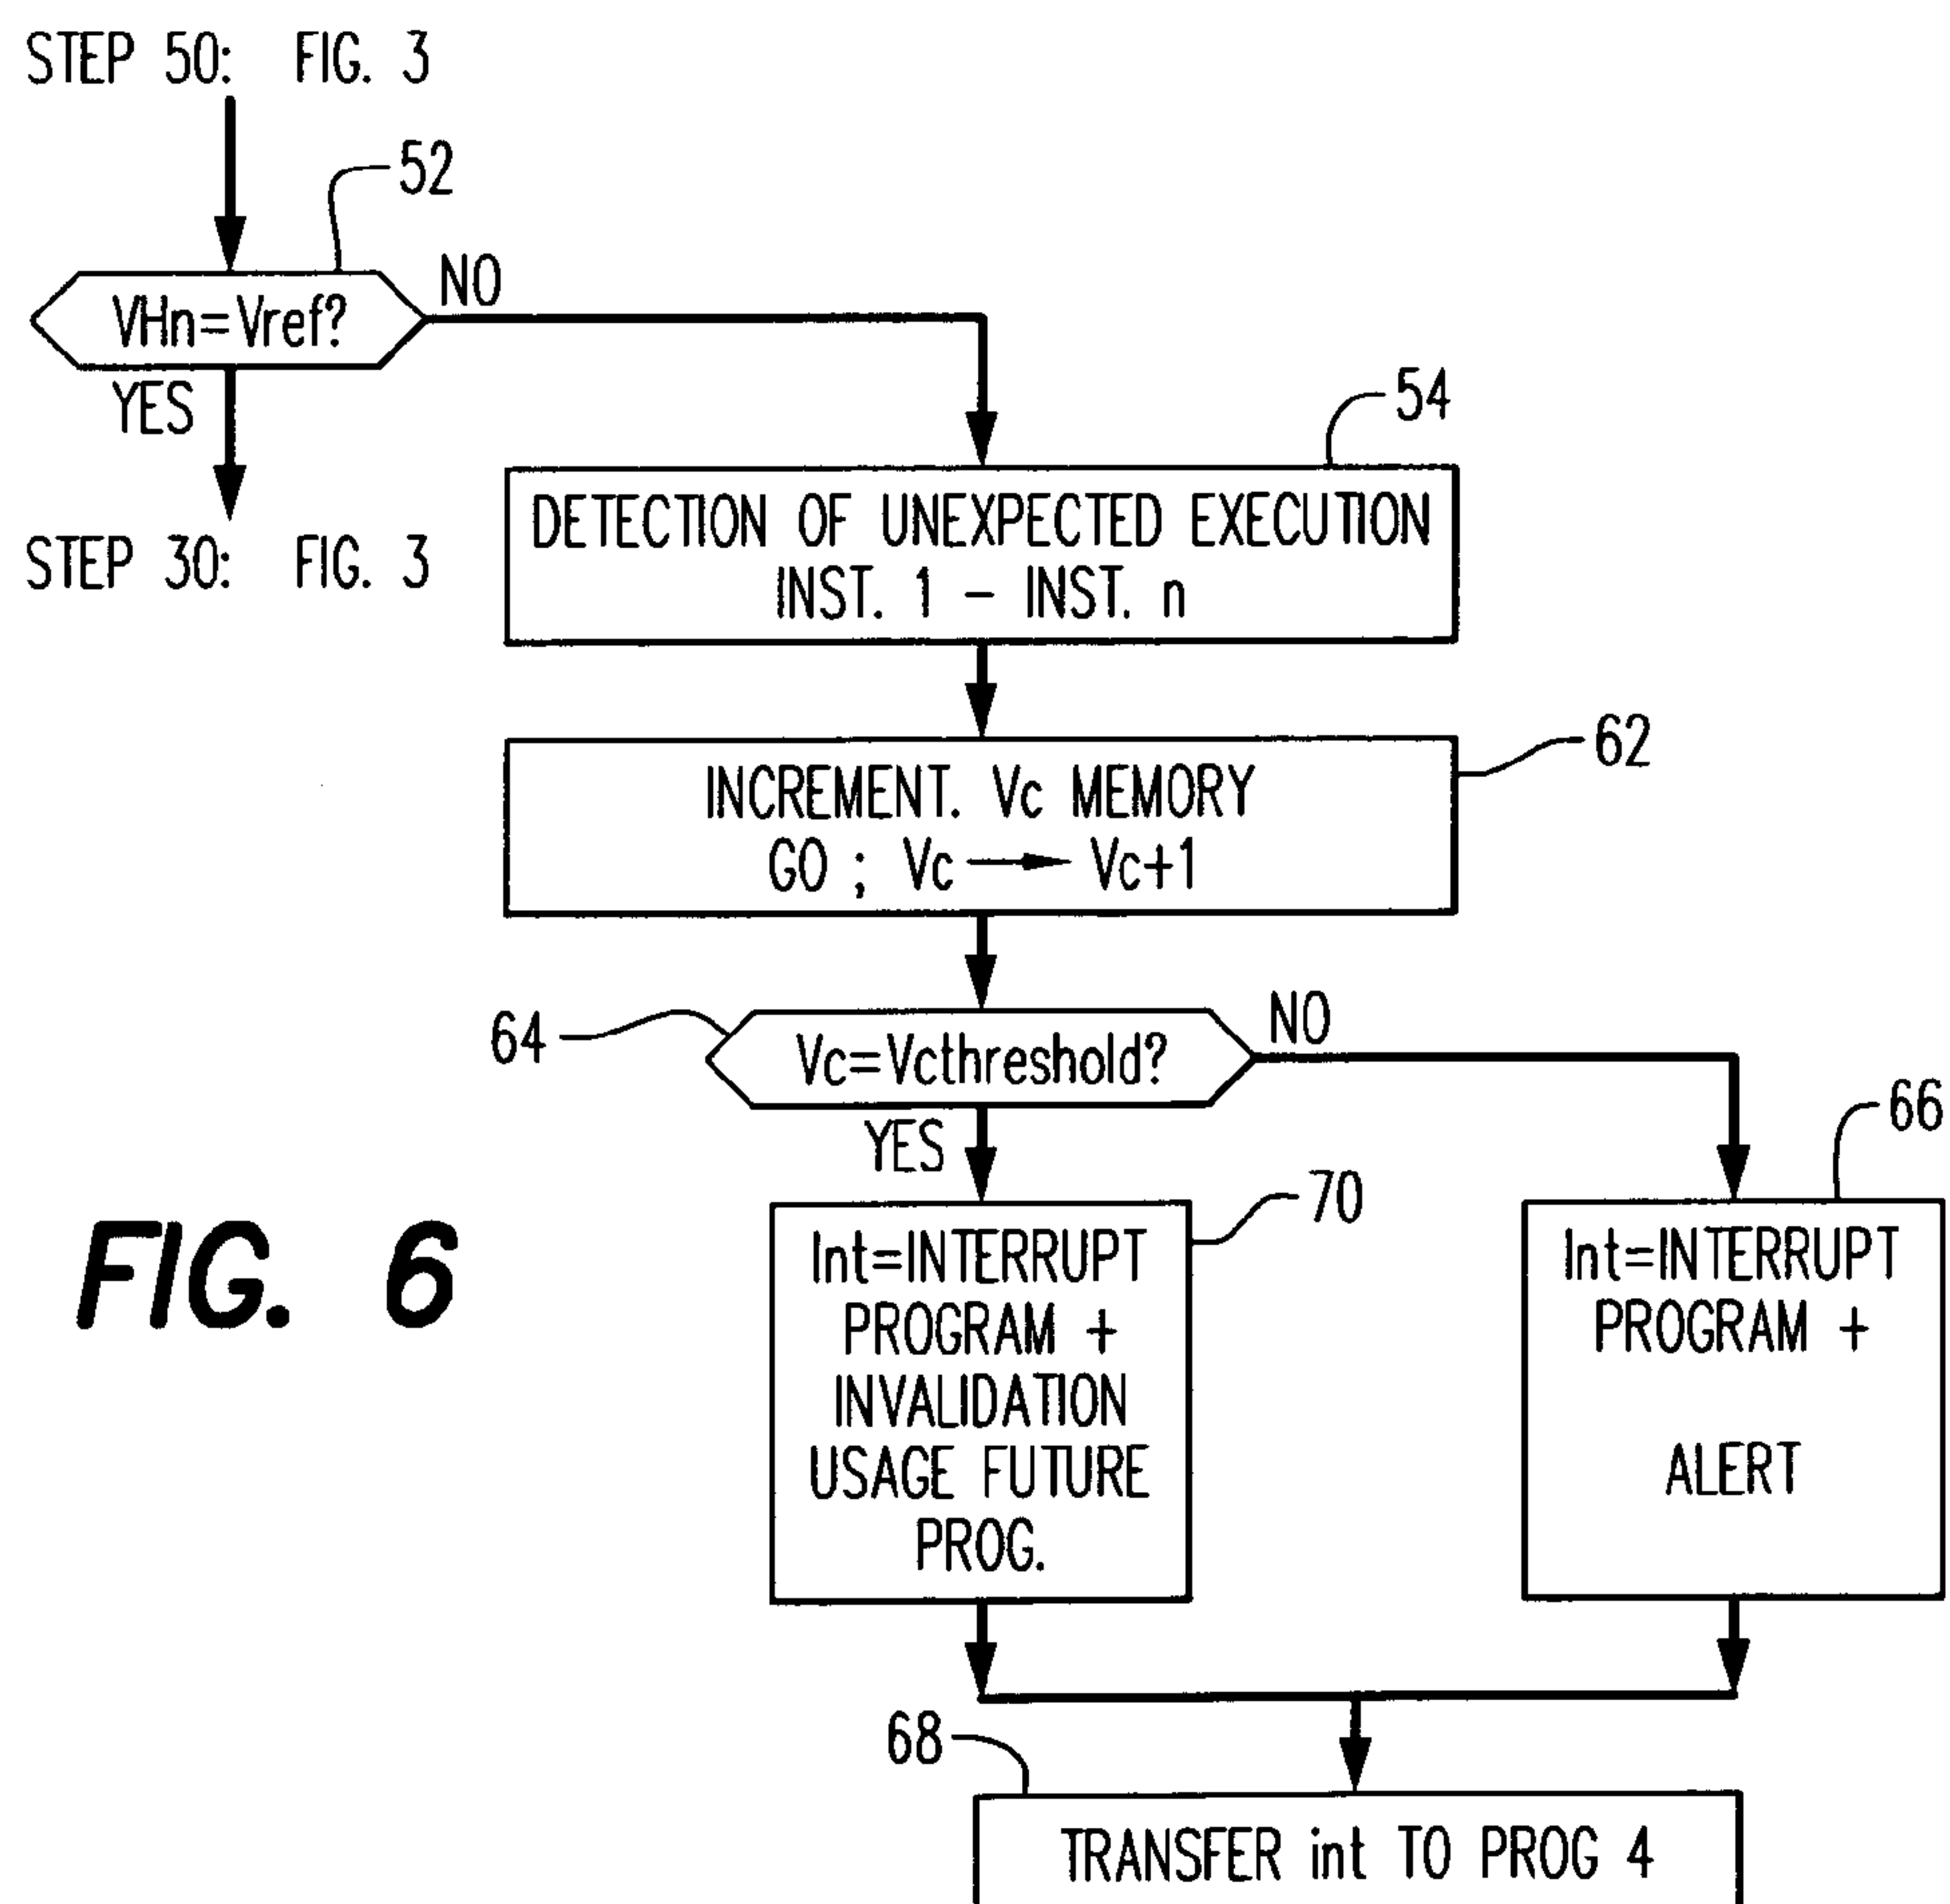 STEP 50: FIG. 3
52
VHn=Vref?
NO
YES
STEP 30: FIG. 3
54
DETECTION OF UNEXPECTED EXECUTION
INST. 1 – INST. n
62
INCREMENT. Vc MEMORY
GO ; Vc → Vc+1
64
Vc=Vcthreshold?
NO
YES
66
70
Int=INTERRUPT
PROGRAM +
INVALIDATION
USAGE FUTURE
PROG.
Int=INTERRUPT
PROGRAM +
ALERT
FIG. 6
68
TRANSFER int TO PROG 4